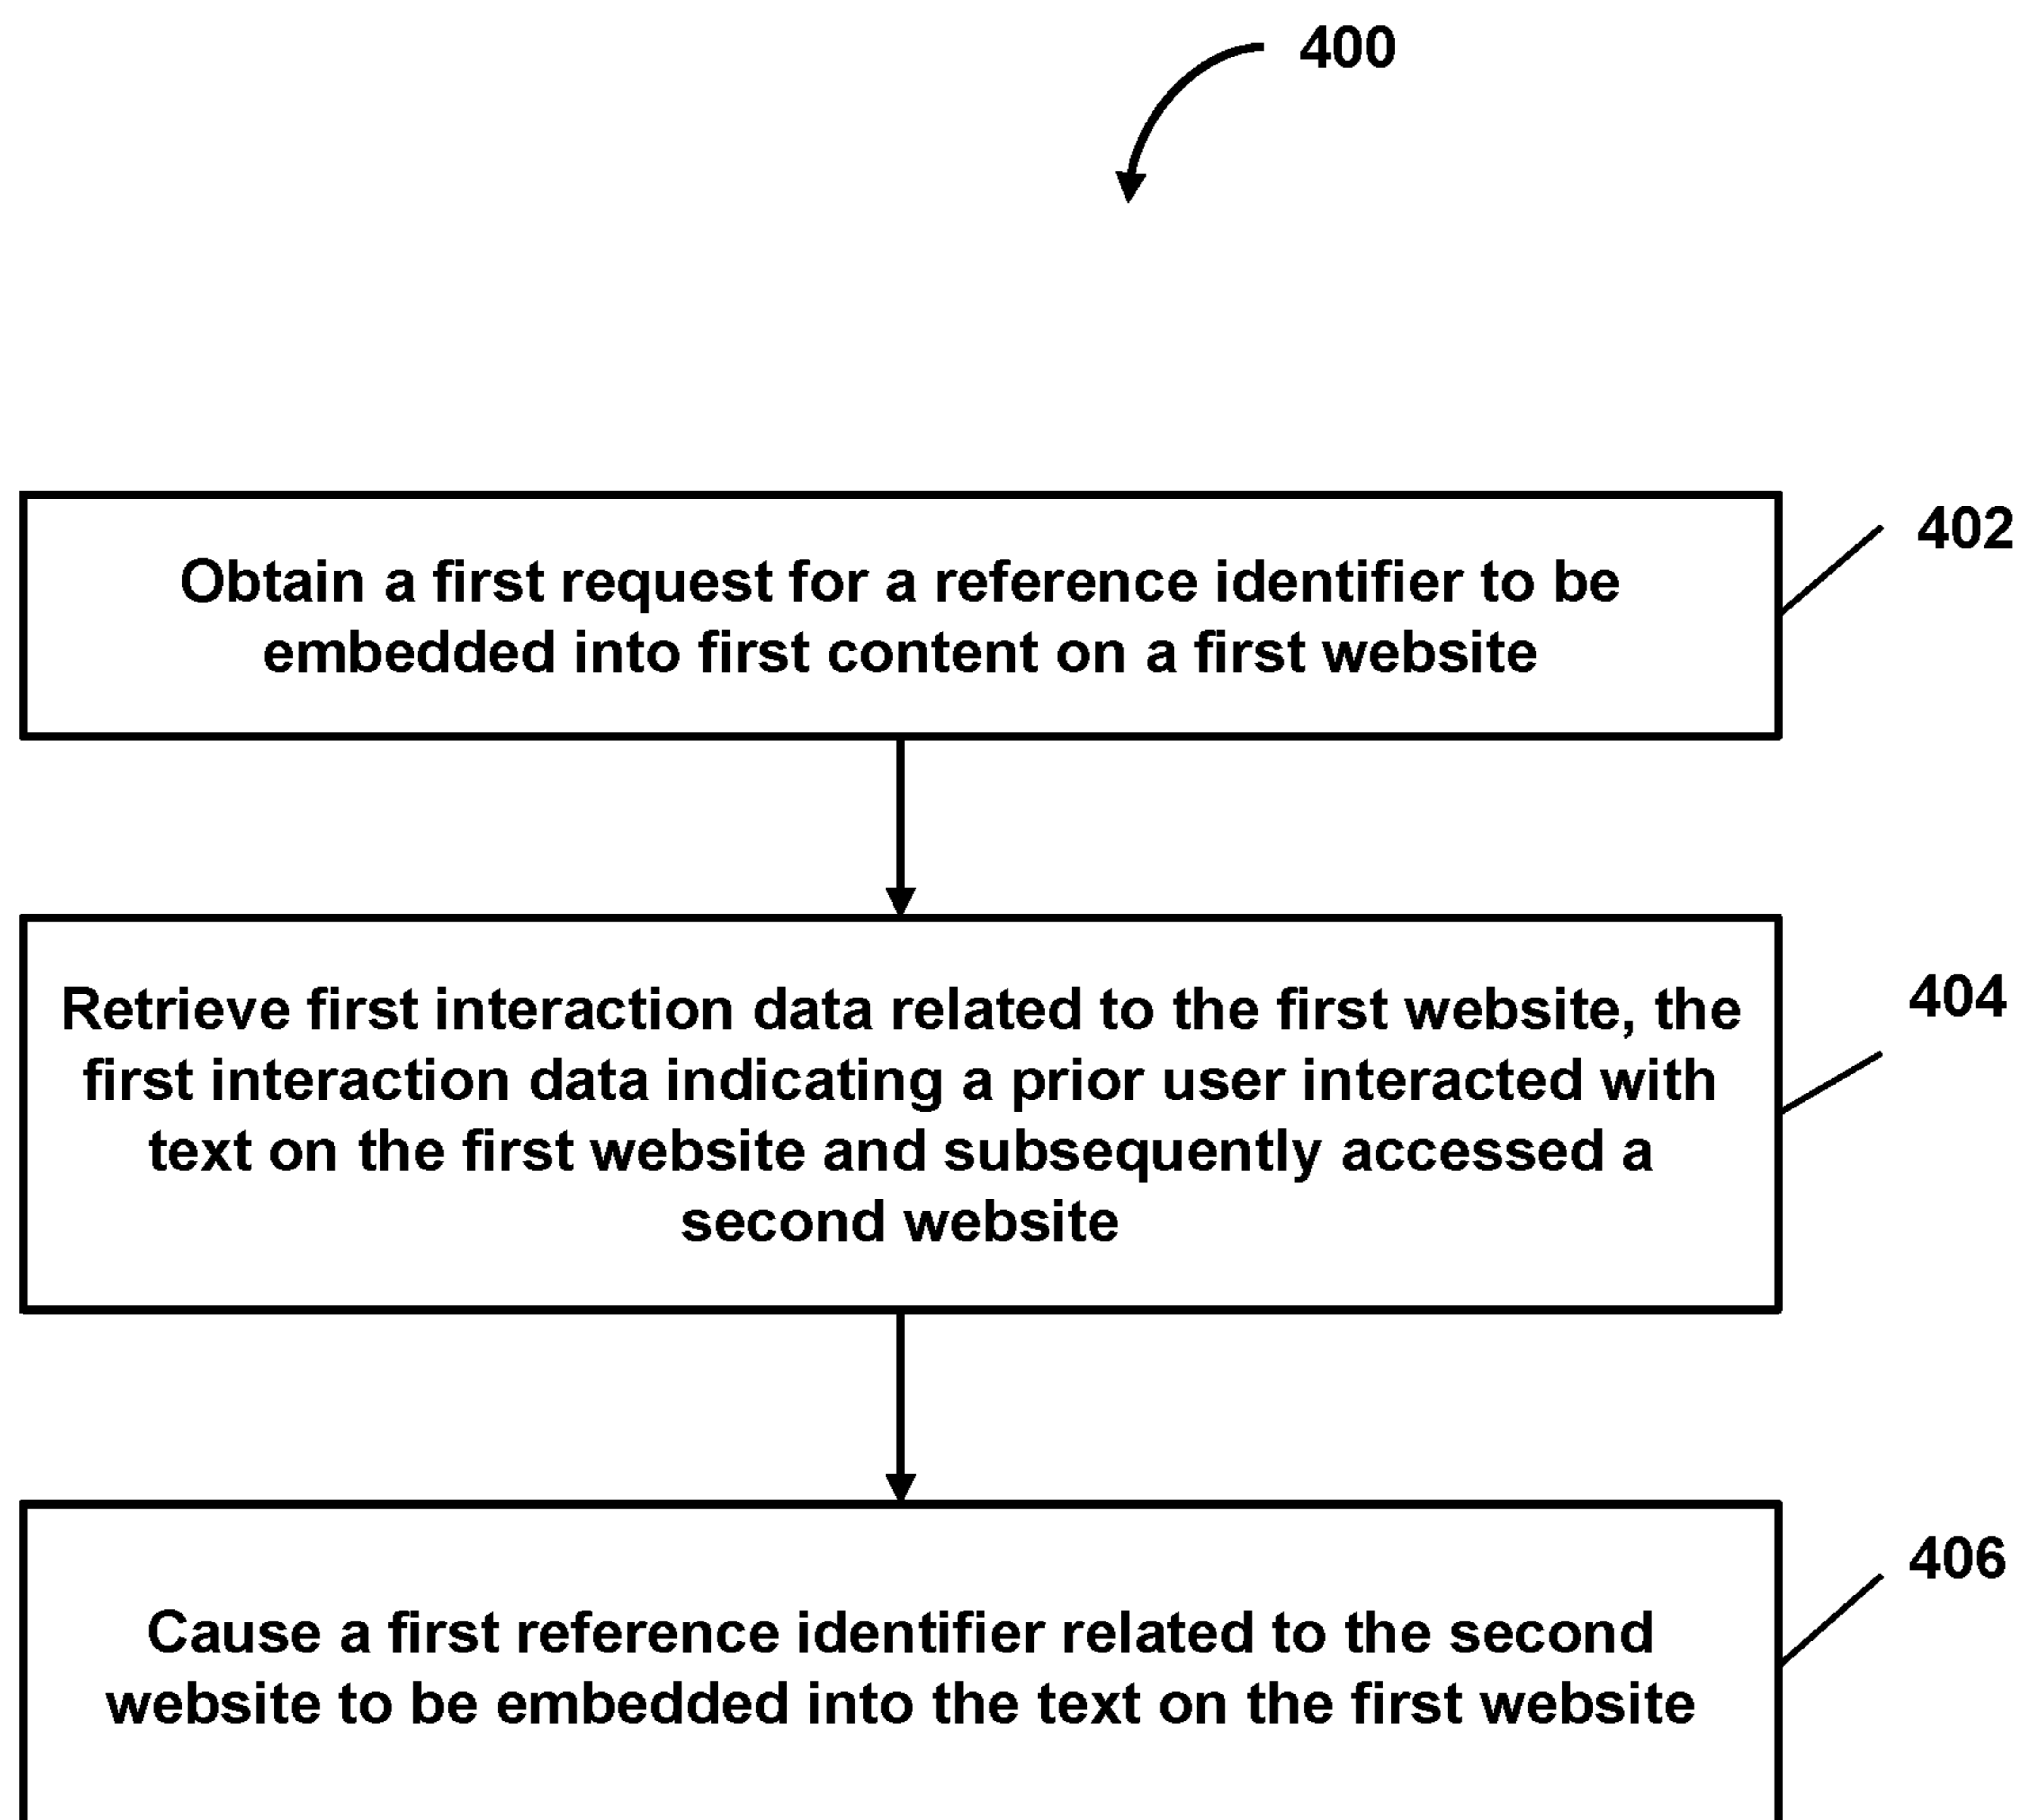 400
402
Obtain a first request for a reference identifier to be
embedded into first content on a first website
404
Retrieve first interaction data related to the first website, the
first interaction data indicating a prior user interacted with
text on the first website and subsequently accessed a
second website
406
Cause a first reference identifier related to the second
website to be embedded into the text on the first website